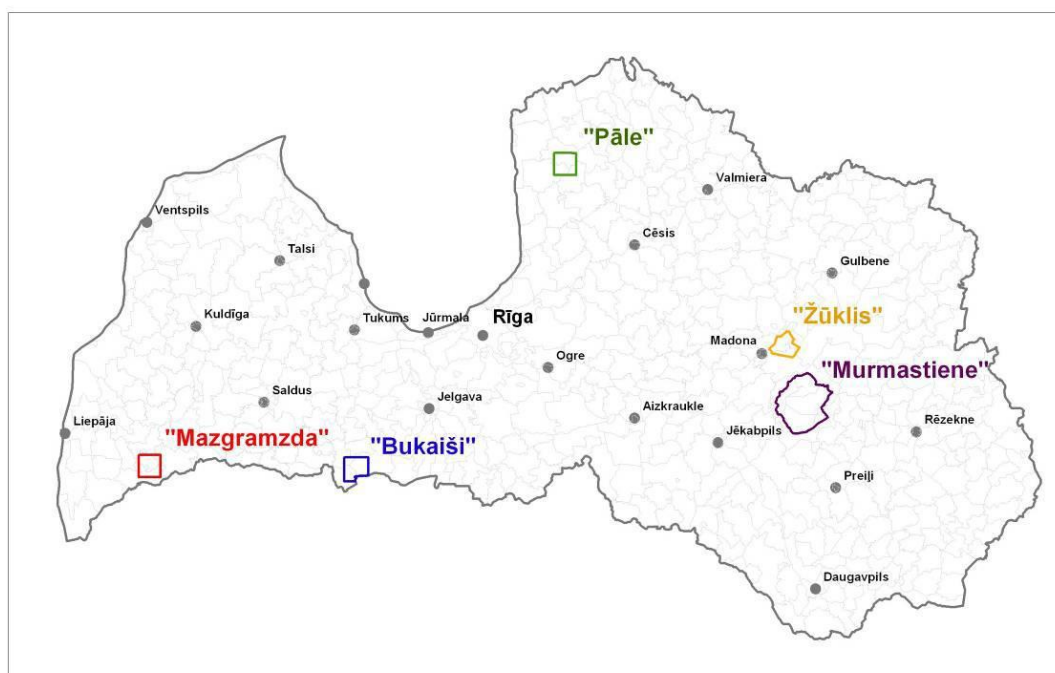 "Pāle"
Valmiera
Ventspils
Cēsis
Talsi
Gulbene
"Žūklis"
Kuldīga
Tukums
Jūrmala
Rīga
Madona
Ogre
"Murmastiene"
Saldus
Jelgava
Aizkraukle
Liepāja
"Mazgramzda"
"Bukaiši"
Jēkabpils
Rēzekne
Preiļi
Daugavpils